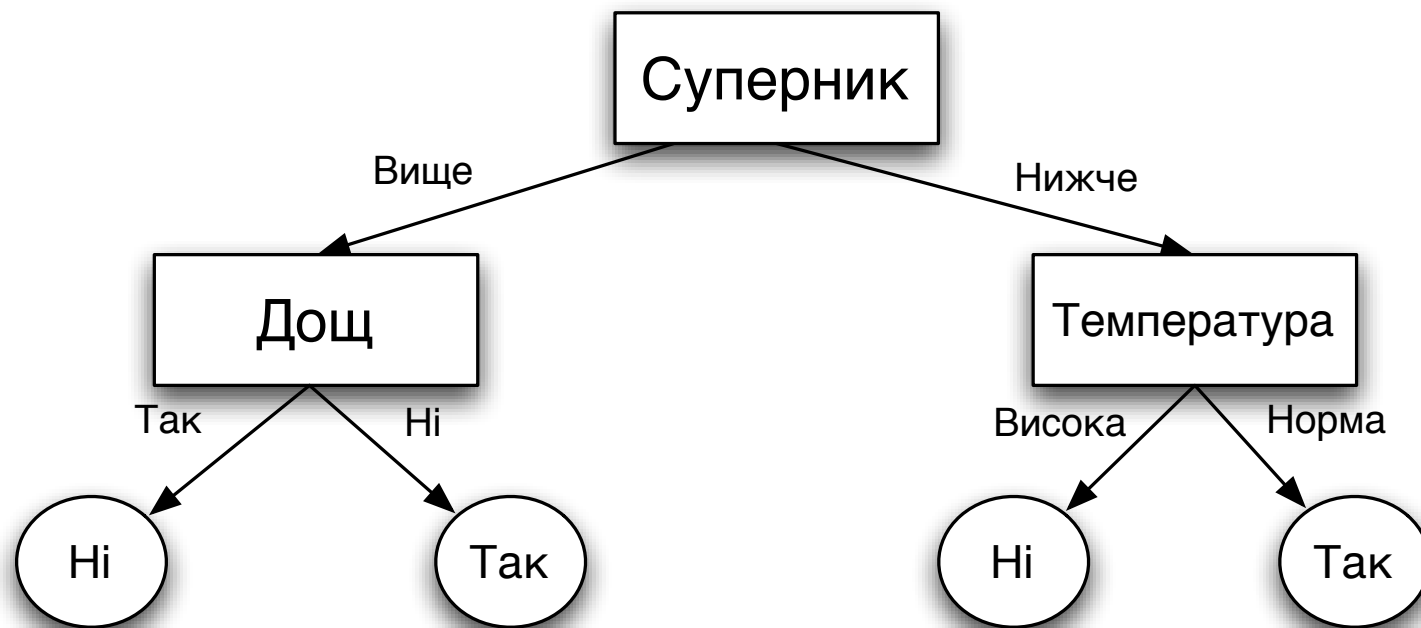 Суперник
Вище
Нижче
Дощ
Температура
Так
Ні
Висока
Норма
Ні
Так
Ні
Так